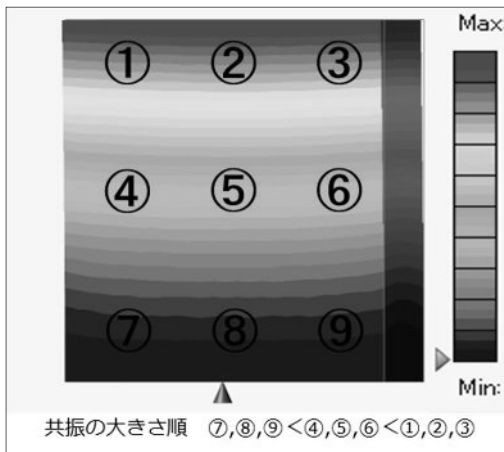 Max
① ② ③
④ ⑤ ⑥
⑦ ⑧ ⑨
Min:
共振の大きさ順 ⑦,⑧,⑨<④,⑤,⑥<①,②,③